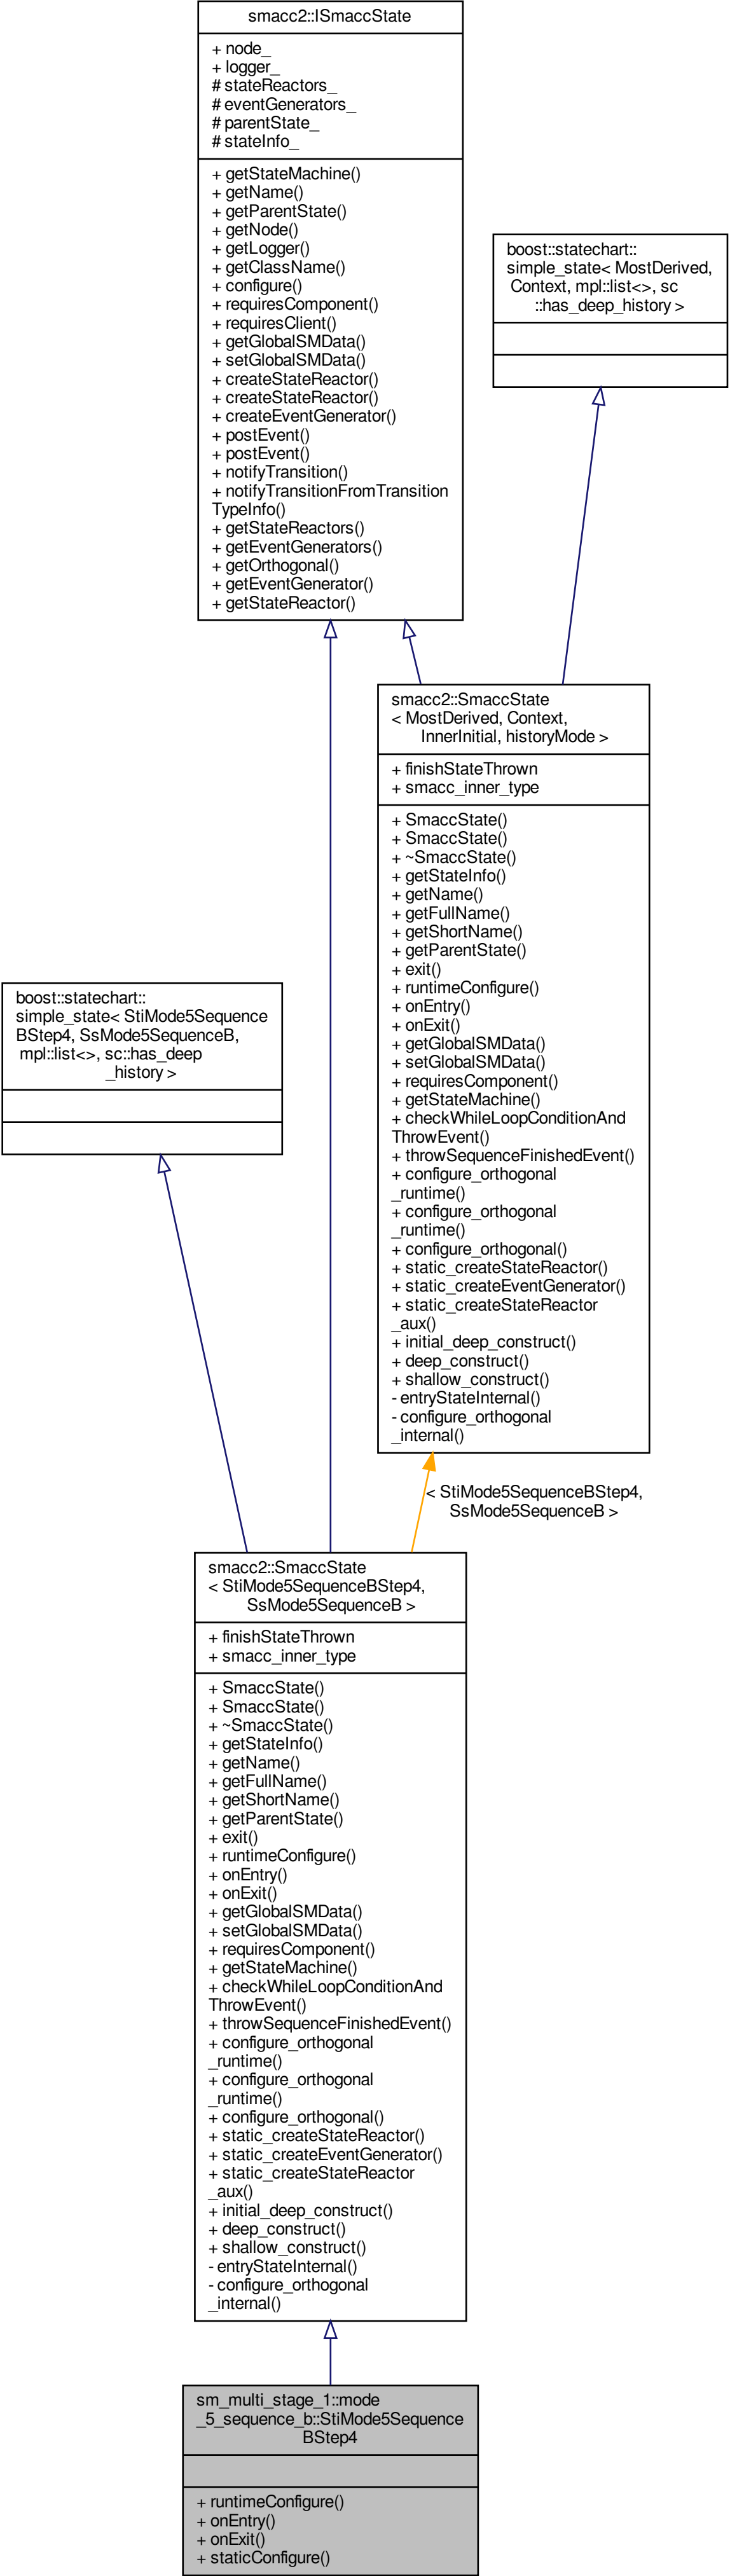 smacc2::ISmaccState
+ node_
+ logger_
# stateReactors_
# eventGenerators_
# parentState_
# stateInfo_
+ getStateMachine()
+ getName()
+ getParentState()
+ getNode()
+ getLogger()
+ getClassName()
+ configure()
+ requiresComponent()
+ requiresClient()
+ getGlobalSMData()
+ setGlobalSMData()
+ createStateReactor()
+ createStateReactor()
+ createEventGenerator()
+ postEvent()
+ postEvent()
+ notifyTransition()
+ notifyTransitionFromTransition
TypeInfo()
+ getStateReactors()
+ getEventGenerators()
+ getOrthogonal()
+ getEventGenerator()
+ getStateReactor()
boost::statechart::
simple_state< MostDerived,
Context, mpl::list<>, sc
::has_deep_history >
smacc2::SmaccState
< MostDerived, Context,
InnerInitial, historyMode >
+ finishStateThrown
+ smacc_inner_type
+ SmaccState()
+ SmaccState()
+ ~SmaccState()
+ getStateInfo()
+ getName()
+ getFullName()
+ getShortName()
+ getParentState()
+ exit()
+ runtimeConfigure()
+ onEntry()
+ onExit()
+ getGlobalSMData()
+ setGlobalSMData()
+ requiresComponent()
+ getStateMachine()
+ checkWhileLoopConditionAnd
ThrowEvent()
+ throwSequenceFinishedEvent()
+ configure_orthogonal
_runtime()
+ configure_orthogonal
_runtime()
+ configure_orthogonal()
+ static_createStateReactor()
+ static_createEventGenerator()
+ static_createStateReactor
_aux()
+ initial_deep_construct()
+ deep_construct()
+ shallow_construct()
- entryStateInternal()
- configure_orthogonal
_internal()
boost::statechart::
simple_state< StiMode5Sequence
BStep4, SsMode5SequenceB,
mpl::list<>, sc::has_deep
_history >
< StiMode5SequenceBStep4,
SsMode5SequenceB >
smacc2::SmaccState
< StiMode5SequenceBStep4,
SsMode5SequenceB >
+ finishStateThrown
+ smacc_inner_type
+ SmaccState()
+ SmaccState()
+ ~SmaccState()
+ getStateInfo()
+ getName()
+ getFullName()
+ getShortName()
+ getParentState()
+ exit()
+ runtimeConfigure()
+ onEntry()
+ onExit()
+ getGlobalSMData()
+ setGlobalSMData()
+ requiresComponent()
+ getStateMachine()
+ checkWhileLoopConditionAnd
ThrowEvent()
+ throwSequenceFinishedEvent()
+ configure_orthogonal
_runtime()
+ configure_orthogonal
_runtime()
+ configure_orthogonal()
+ static_createStateReactor()
+ static_createEventGenerator()
+ static_createStateReactor
_aux()
+ initial_deep_construct()
+ deep_construct()
+ shallow_construct()
- entryStateInternal()
- configure_orthogonal
_internal()
sm_multi_stage_1::mode
_5_sequence_b::StiMode5Sequence
BStep4
+ runtimeConfigure()
+ onEntry()
+ onExit()
+ staticConfigure()